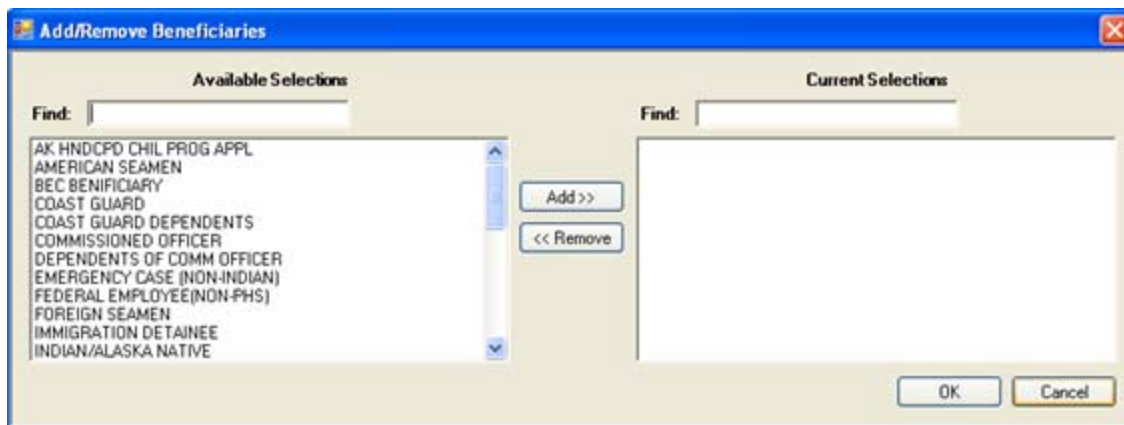 Add/Remove Beneficiaries
Available Selections
Current Selections
Find:
Find:
AK HNDCPD CHIL PROG APPL
AMERICAN SEAMEN
BEC BENIFICIARY
COAST GUARD
COAST GUARD DEPENDENTS
COMMISSIONED OFFICER
DEPENDENTS OF COMM OFFICER
EMERGENCY CASE (NON-INDIAN)
FEDERAL EMPLOYEE(NON-PHS)
FOREIGN SEAMEN
IMMIGRATION DETAINEE
INDIAN/ALASKA NATIVE
Add >>
<< Remove
OK
Cancel